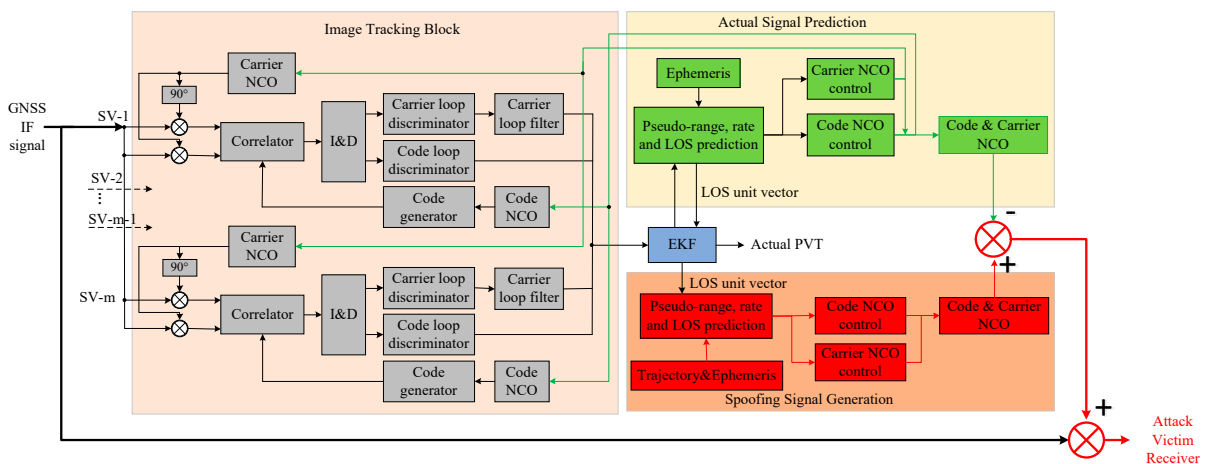 Image Tracking Block
Carrier
NCO
90°
GNSS
IF
signal
SV-1
Correlator
I&D
Carrier loop
discriminator
Carrier
loop filter
Code loop
discriminator
Code
generator
Code
NCO
SV-2
⋮
SV-m-1
Carrier
NCO
90°
SV-m
Correlator
I&D
Carrier loop
discriminator
Carrier
loop filter
Code loop
discriminator
Code
generator
Code
NCO
Actual Signal Prediction
Ephemeris
Carrier NCO
control
Pseudo-range, rate
and LOS prediction
Code NCO
control
Code & Carrier
NCO
LOS unit vector
-
EKF
Actual PVT
+
LOS unit vector
Pseudo-range, rate
and LOS prediction
Code NCO
control
Code & Carrier
NCO
Carrier NCO
control
Trajectory&Ephemeris
Spoofing Signal Generation
+
Attack
Victim
Receiver